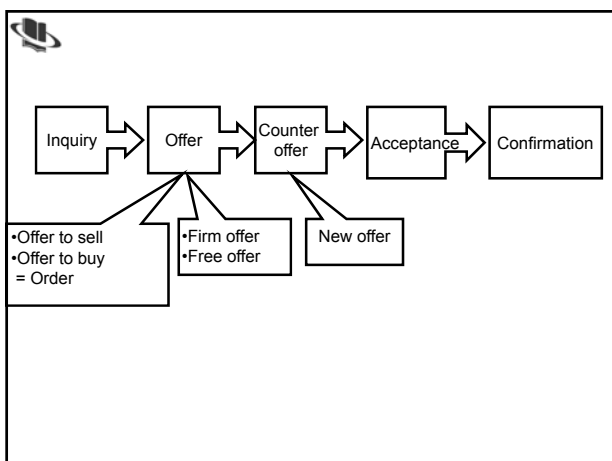 Inquiry
Offer
Counter
offer
Acceptance
Confirmation
•Offer to sell
•Offer to buy
= Order
•Firm offer
•Free offer
New offer